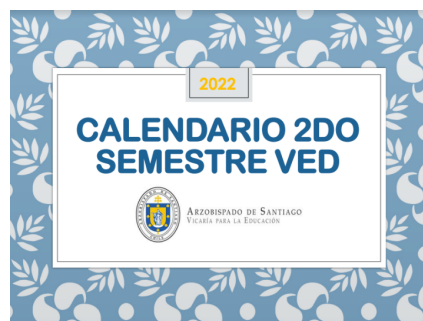 2022
CALENDARIO 2DO
SEMESTRE VED
ARZOBISPADO DE SANTIAGO
VICARÍA PARA LA EDUCACIÓN